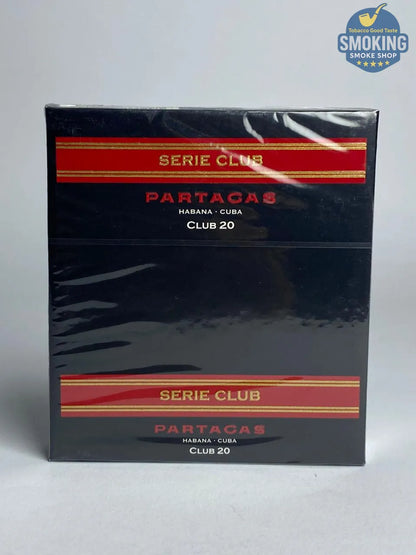 Tobacco Good Taste
SMOKING
SMOKE SHOP
SERIE CLUB
PARTAGAS
HABANA · CUBA
CLUB 20
SERIE CLUB
PARTAGAS
HABANA · CUBA
CLUB 20